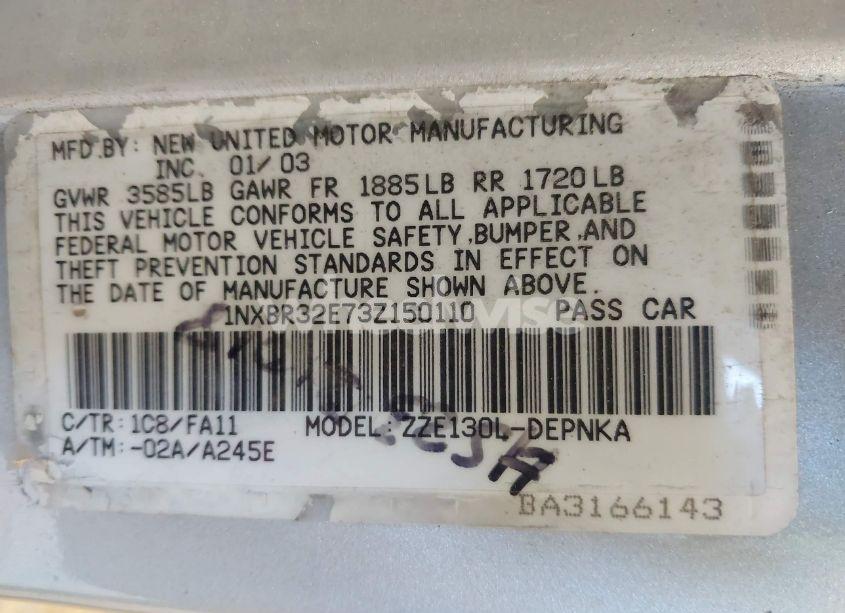 MFD.BY: NEW UNITED MOTOR MANUFACTURING
INC. 01/03
GVWR 3585LB GAWR FR 1885LB RR 1720LB
THIS VEHICLE CONFORMS TO ALL APPLICABLE
FEDERAL MOTOR VEHICLE SAFETY,BUMPER,AND
THEFT PREVENTION STANDARDS IN EFFECT ON
THE DATE OF MANUFACTURE SHOWN ABOVE.
1NXBR32E73Z150110 PASS CAR
C/TR:1C8/FA11 MODEL:ZZE130L-DEPNKA
A/TM:-02A/A245E
BA3166143